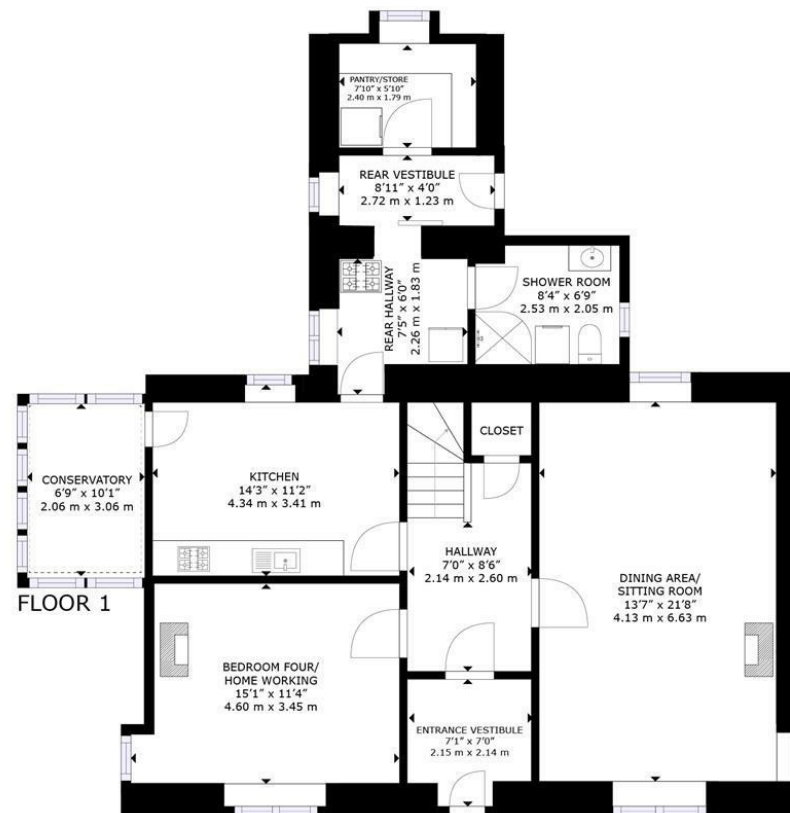 PANTRY/STORE
7'10" x 5'10"
2.40 m x 1.79 m
REAR VESTIBULE
8'11" x 4'0"
2.72 m x 1.23 m
REAR HALLWAY
7'5" x 6'0"
2.26 m x 1.83 m
SHOWER ROOM
8'4" x 6'9"
2.53 m x 2.05 m
CLOSET
CONSERVATORY
6'9" x 10'1"
2.06 m x 3.06 m
KITCHEN
14'3" x 11'2"
4.34 m x 3.41 m
HALLWAY
7'0" x 8'6"
2.14 m x 2.60 m
DINING AREA/
SITTING ROOM
13'7" x 21'8"
4.13 m x 6.63 m
FLOOR 1
BEDROOM FOUR/
HOME WORKING
15'1" x 11'4"
4.60 m x 3.45 m
ENTRANCE VESTIBULE
7'1" x 7'0"
2.15 m x 2.14 m